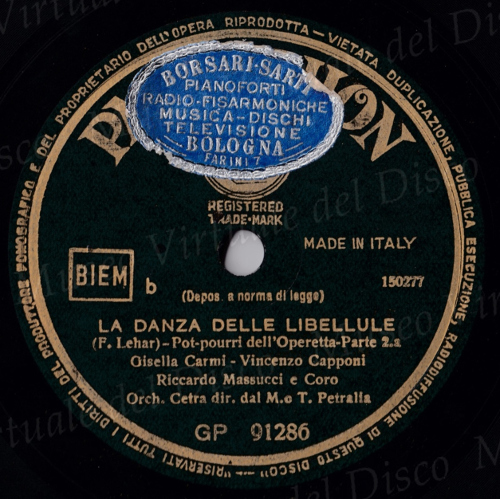 "RISERVATI TUTTI I DIRITTI DEL PRODUTTORE FONOGRAFICO E DEL PROPRIETARIO DELL'OPERA RIPRODOTTA - VIETATA DUPLICAZIONE, PUBBLICA ESECUZIONE, RADIODIFFUSIONE DI QUESTO DISCO"
BORSARI-SARTI
PIANOFORTI
RADIO-FISARMONICHE
MUSICA-DISCHI
TELEVISIONE
BOLOGNA
FARINI 7
REGISTERED
TRADE-MARK
MADE IN ITALY
BIEM
b
150277
(Depos. a norma di legge)
LA DANZA DELLE LIBELLULE
(F. Lehar) - Pot-pourri dell'Operetta - Parte 2.a
Gisella Carmi - Vincenzo Capponi
Riccardo Massucci e Coro
Orch. Cetra dir. dal M.o T. Petralia
GP 91286
Museo Virtuale del Disco